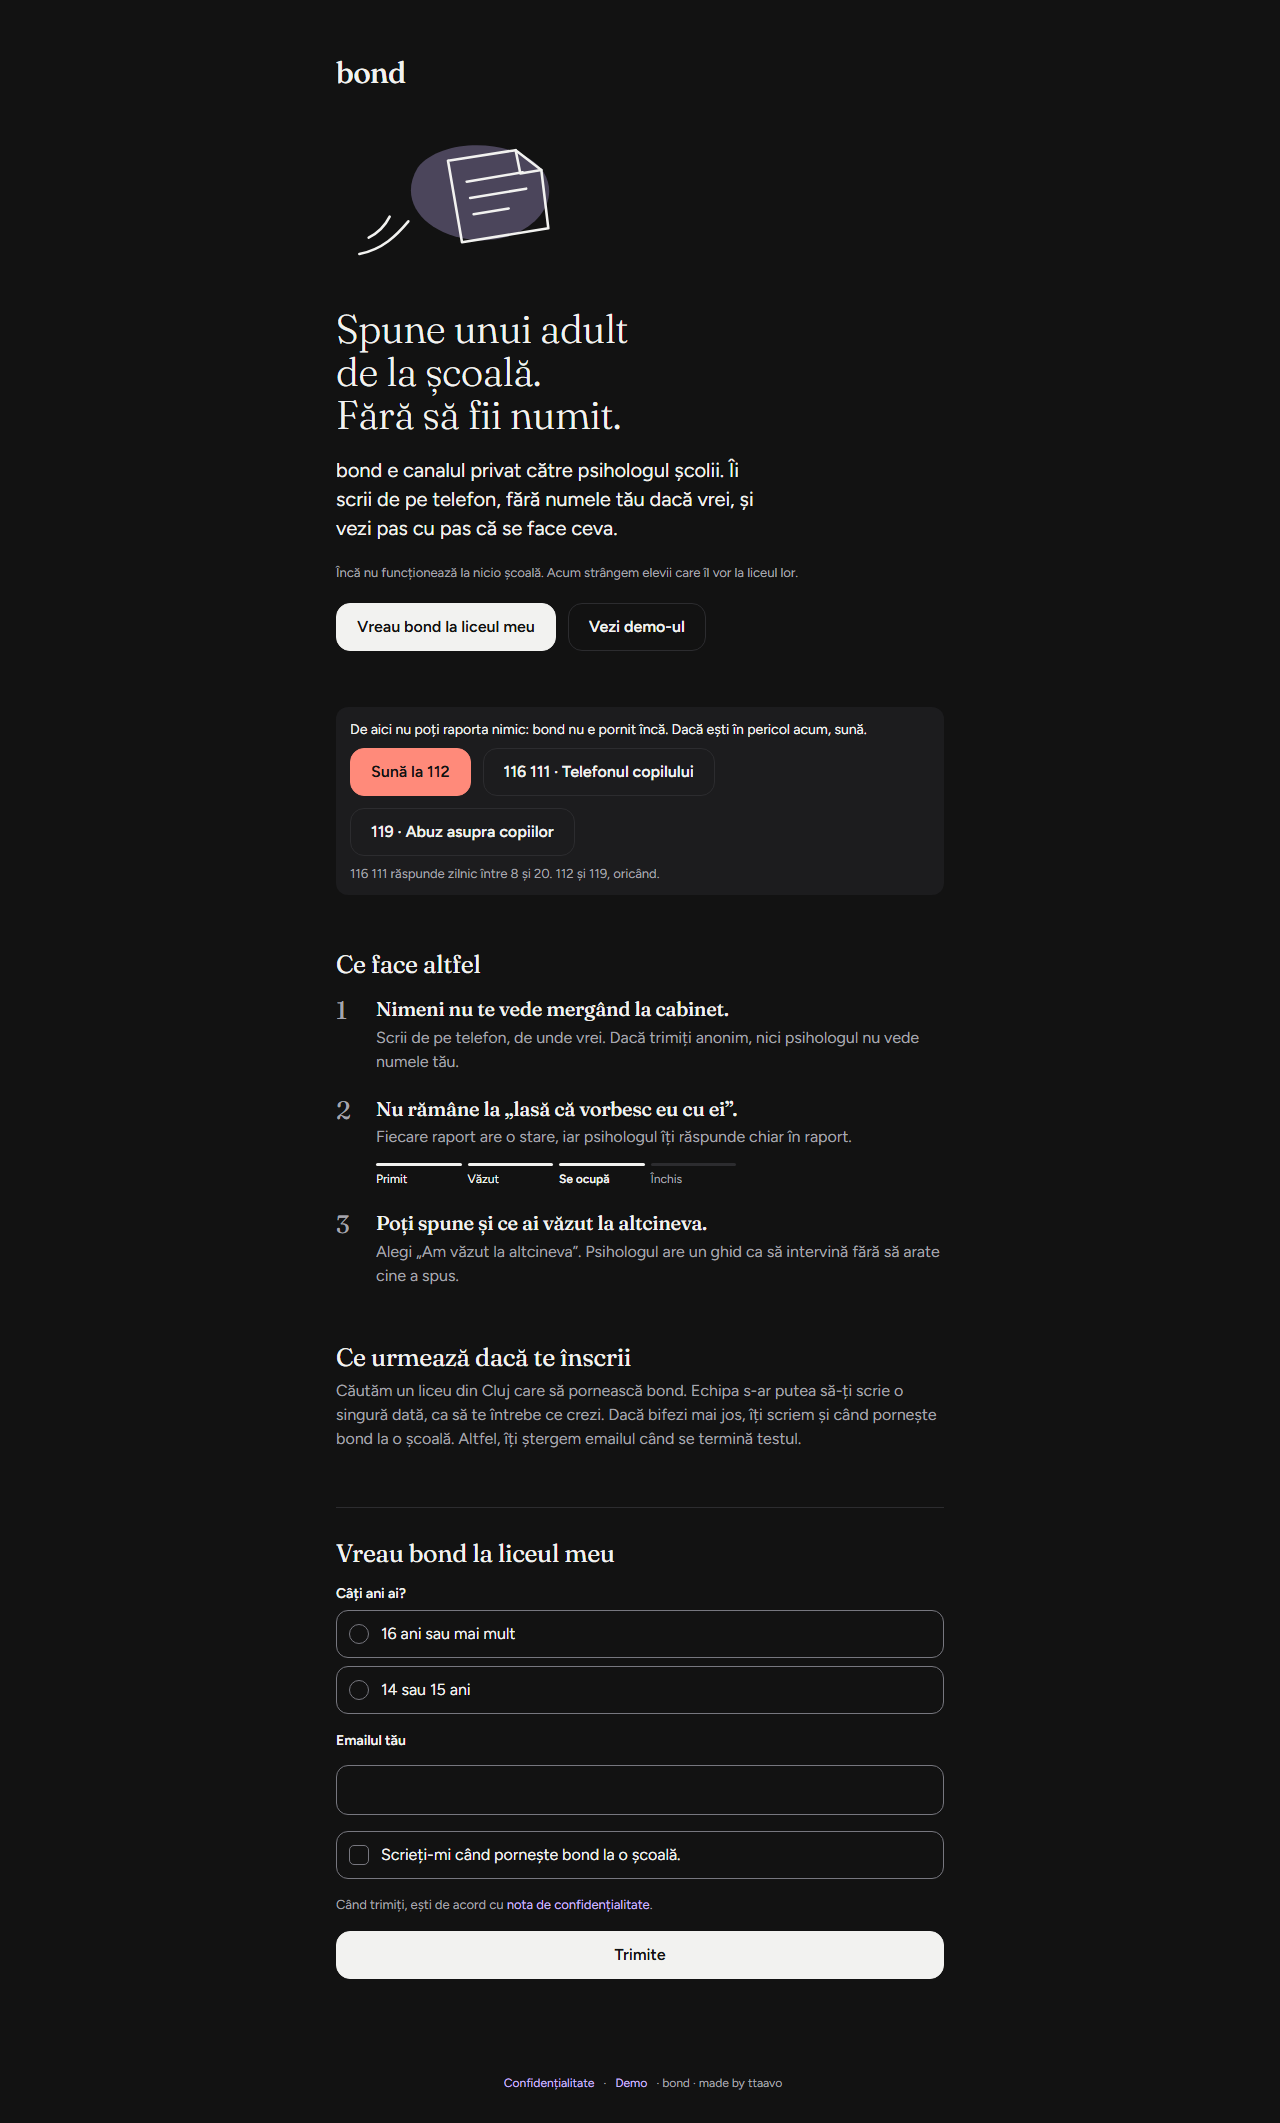 bond
Spune unui adult
de la școală.
Fără să fii numit.
bond e canalul privat către psihologul școlii. Îi
scrii de pe telefon, fără numele tău dacă vrei, și
vezi pas cu pas că se face ceva.
Încă nu funcționează la nicio școală. Acum strângem elevii care îl vor la liceul lor.
Vreau bond la liceul meu
Vezi demo-ul
De aici nu poți raporta nimic: bond nu e pornit încă. Dacă ești în pericol acum, sună.
Sună la 112
116 111 · Telefonul copilului
119 · Abuz asupra copiilor
116 111 răspunde zilnic între 8 și 20. 112 și 119, oricând.
Ce face altfel
1
Nimeni nu te vede mergând la cabinet.
Scrii de pe telefon, de unde vrei. Dacă trimiți anonim, nici psihologul nu vede
numele tău.
2
Nu rămâne la „lasă că vorbesc eu cu ei”.
Fiecare raport are o stare, iar psihologul îți răspunde chiar în raport.
Primit
Văzut
Se ocupă
Închis
3
Poți spune și ce ai văzut la altcineva.
Alegi „Am văzut la altcineva”. Psihologul are un ghid ca să intervină fără să arate
cine a spus.
Ce urmează dacă te înscrii
Căutăm un liceu din Cluj care să pornească bond. Echipa s-ar putea să-ți scrie o
singură dată, ca să te întrebe ce crezi. Dacă bifezi mai jos, îți scriem și când pornește
bond la o școală. Altfel, îți ștergem emailul când se termină testul.
Vreau bond la liceul meu
Câți ani ai?
16 ani sau mai mult
14 sau 15 ani
Emailul tău
Scrieți-mi când pornește bond la o școală.
Când trimiți, ești de acord cu nota de confidențialitate.
Trimite
Confidențialitate · Demo · bond · made by ttaavo